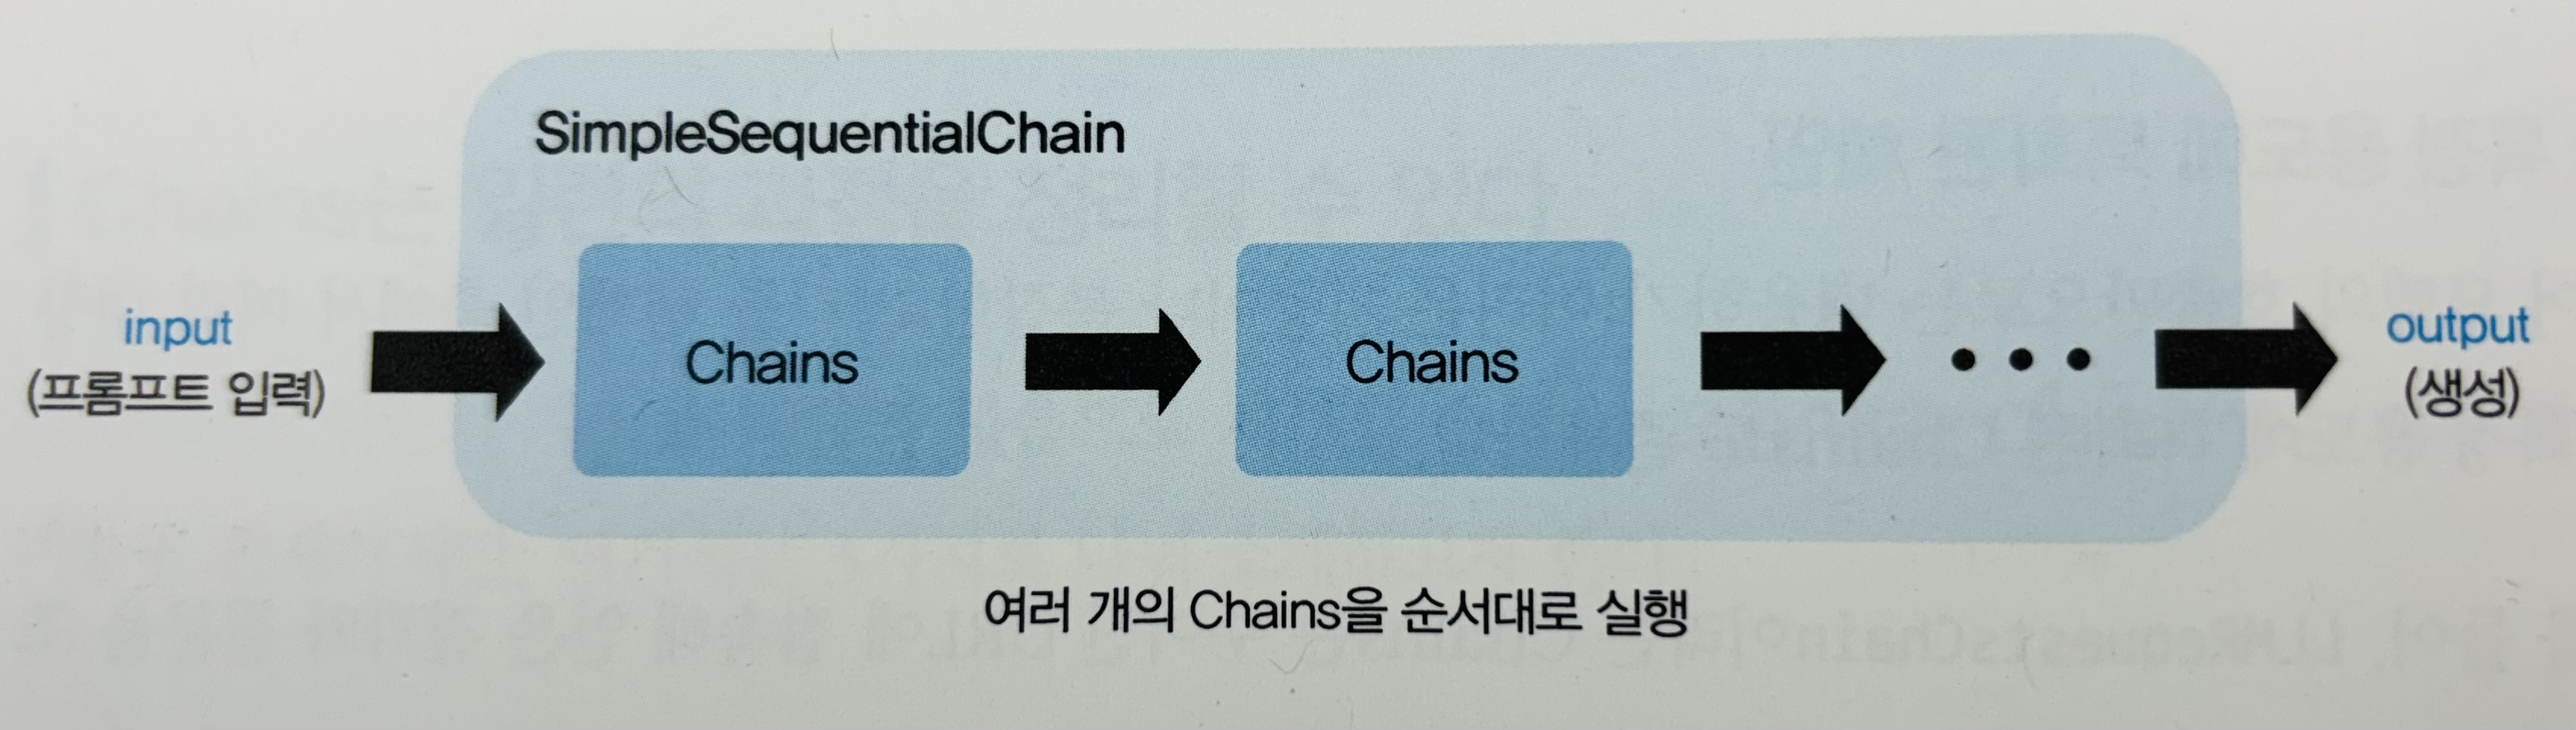 SimpleSequentialChain
input
(프롬프트 입력)
Chains
Chains
• • •
output
(생성)
여러 개의 Chains을 순서대로 실행